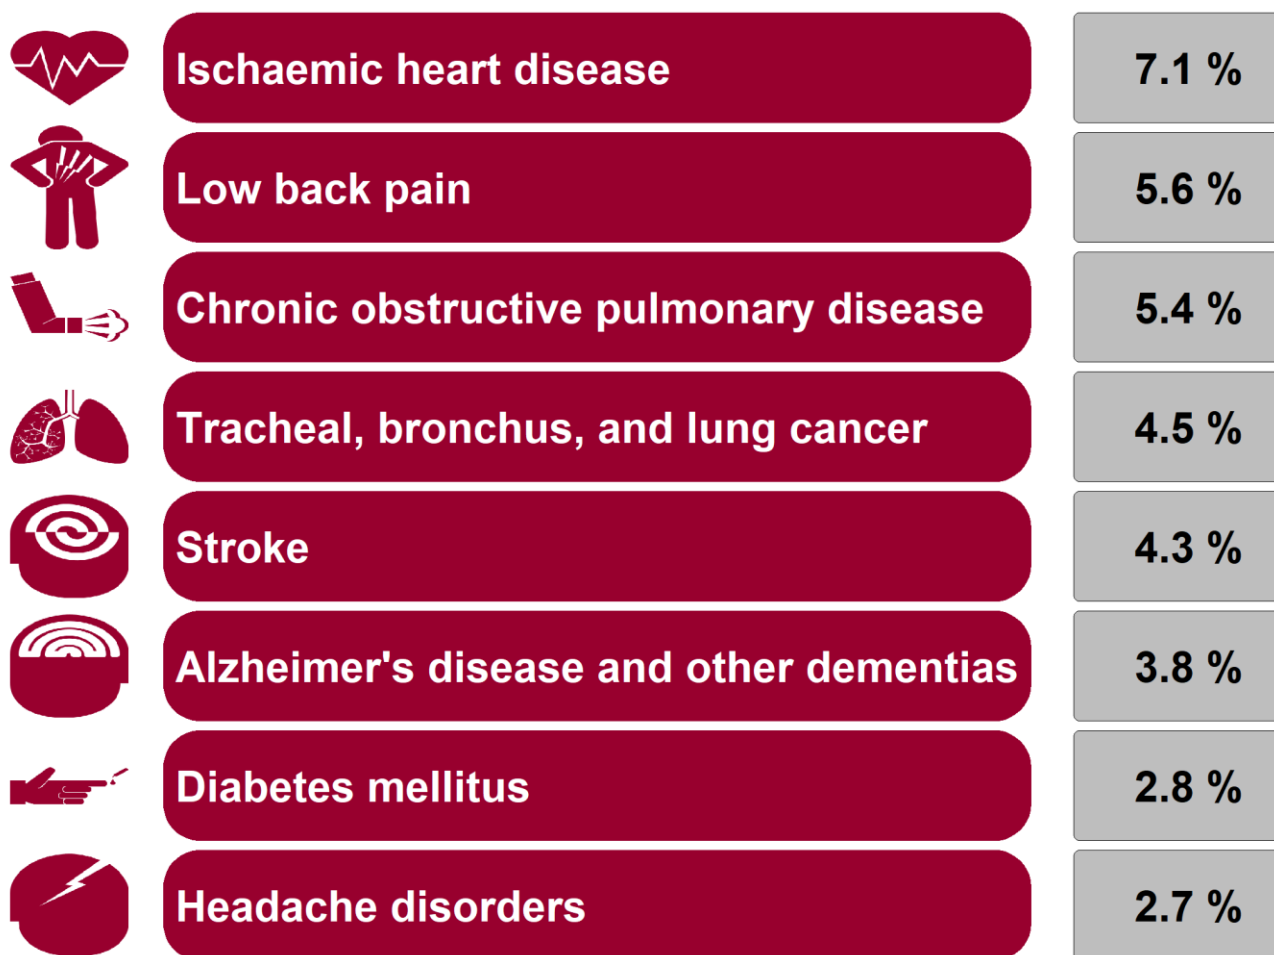 Ischaemic heart disease 7.1 %
Low back pain 5.6 %
Chronic obstructive pulmonary disease 5.4 %
Tracheal, bronchus, and lung cancer 4.5 %
Stroke 4.3 %
Alzheimer's disease and other dementias 3.8 %
Diabetes mellitus 2.8 %
Headache disorders 2.7 %